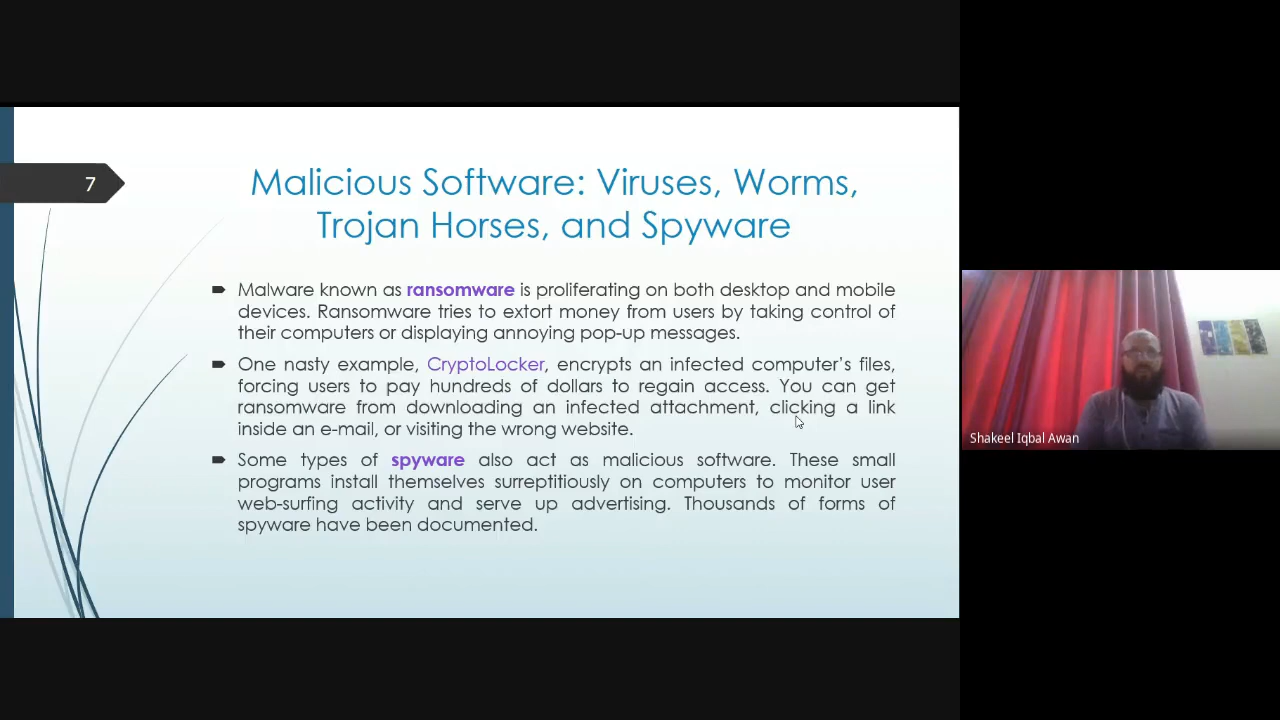 7
Malicious Software: Viruses, Worms,
Trojan Horses, and Spyware
Malware known as ransomware is proliferating on both desktop and mobile
devices. Ransomware tries to extort money from users by taking control of
their computers or displaying annoying pop-up messages.
One nasty example, CryptoLocker, encrypts an infected computer’s files,
forcing users to pay hundreds of dollars to regain access. You can get
ransomware from downloading an infected attachment, clicking a link
inside an e-mail, or visiting the wrong website.
Some types of spyware also act as malicious software. These small
programs install themselves surreptitiously on computers to monitor user
web-surfing activity and serve up advertising. Thousands of forms of
spyware have been documented.
Shakeel Iqbal Awan